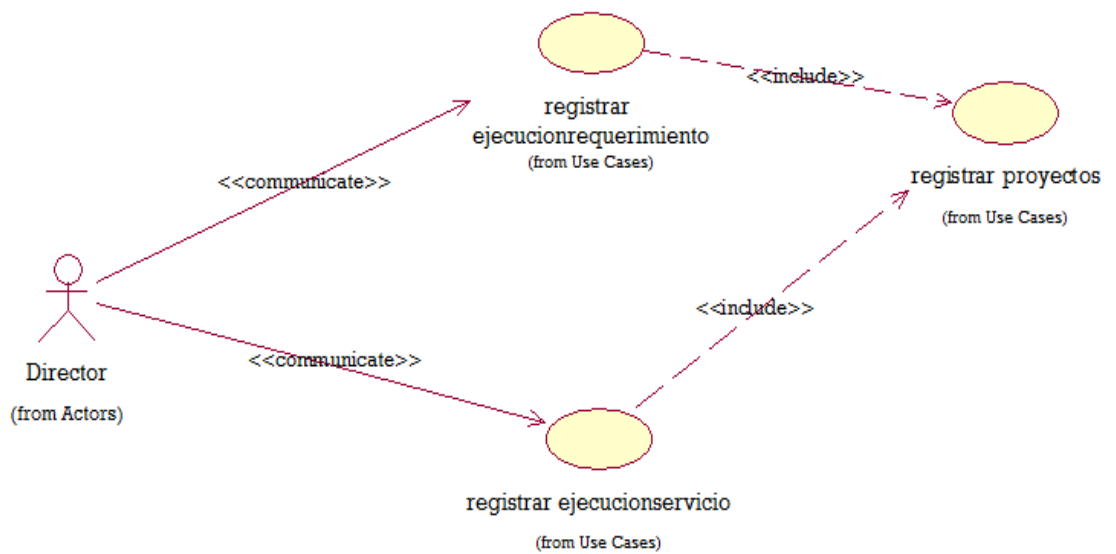 <<include>>
registrar
ejecucionrequerimiento
(from Use Cases)
registrar proyectos
(from Use Cases)
<<communicate>>
<<include>>
<<communicate>>
Director
(from Actors)
registrar ejecucionservicio
(from Use Cases)